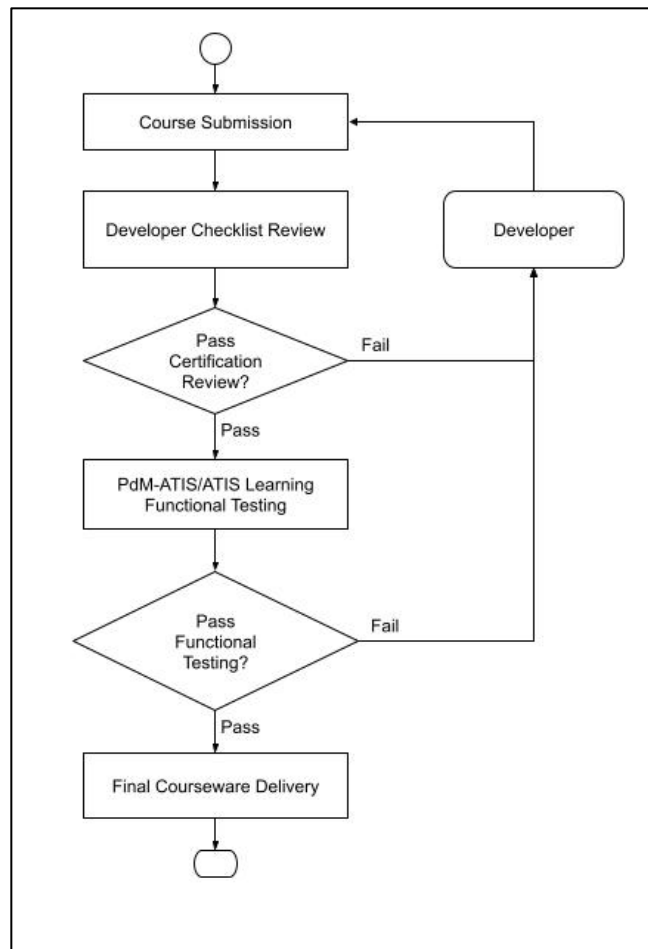 Course Submission
Developer Checklist Review
Developer
Pass
Certification
Review?
Fail
Pass
PdM-ATIS/ATIS Learning
Functional Testing
Pass
Functional
Testing?
Fail
Pass
Final Courseware Delivery